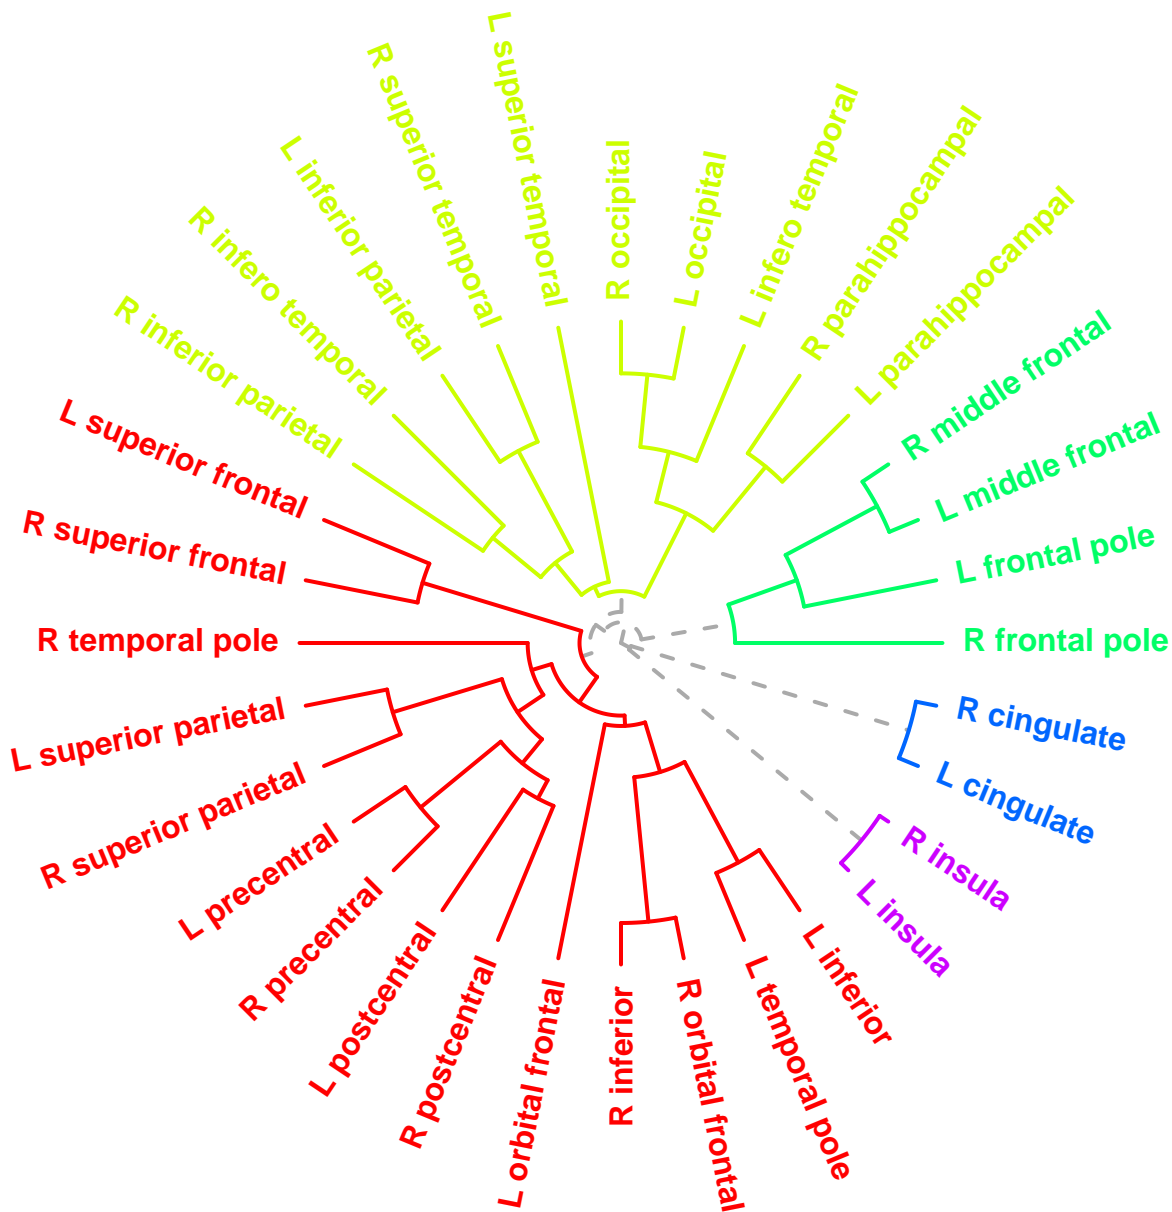 L superior temporal
R superior temporal
L inferior parietal
R infero temporal
R inferior parietal
L superior frontal
R superior frontal
R temporal pole
L superior parietal
R superior parietal
L precentral
R precentral
L postcentral
R postcentral
L orbital frontal
R inferior
R orbital frontal
L temporal pole
L inferior
L insula
R insula
L cingulate
R cingulate
R frontal pole
L frontal pole
L middle frontal
R middle frontal
L parahippocampal
R parahippocampal
L infero temporal
L occipital
R occipital